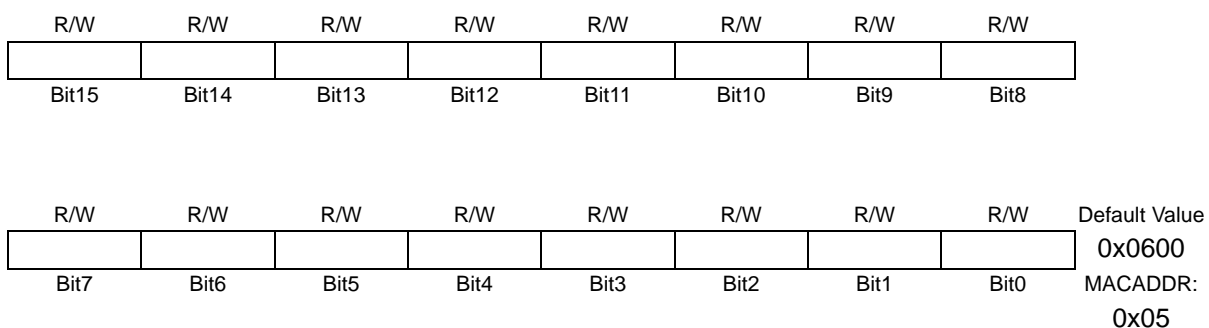 R/W R/W R/W R/W R/W R/W R/W R/W
Bit15 Bit14 Bit13 Bit12 Bit11 Bit10 Bit9 Bit8
R/W R/W R/W R/W R/W R/W R/W R/W Default Value
0x0600
Bit7 Bit6 Bit5 Bit4 Bit3 Bit2 Bit1 Bit0 MACADDR:
0x05